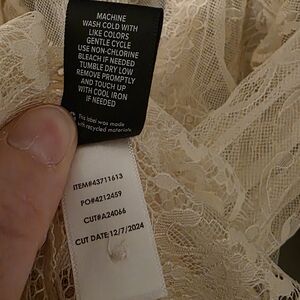 MACHINE
WASH COLD WITH
LIKE COLORS
GENTLE CYCLE
USE NON-CHLORINE
BLEACH IF NEEDED
TUMBLE DRY LOW
REMOVE PROMPTLY
AND TOUCH UP
WITH COOL IRON
IF NEEDED
This label was made
with recycled materials
ITEM#43711613
PO#4212459
CUT#A24066
CUT DATE:12/7/2024